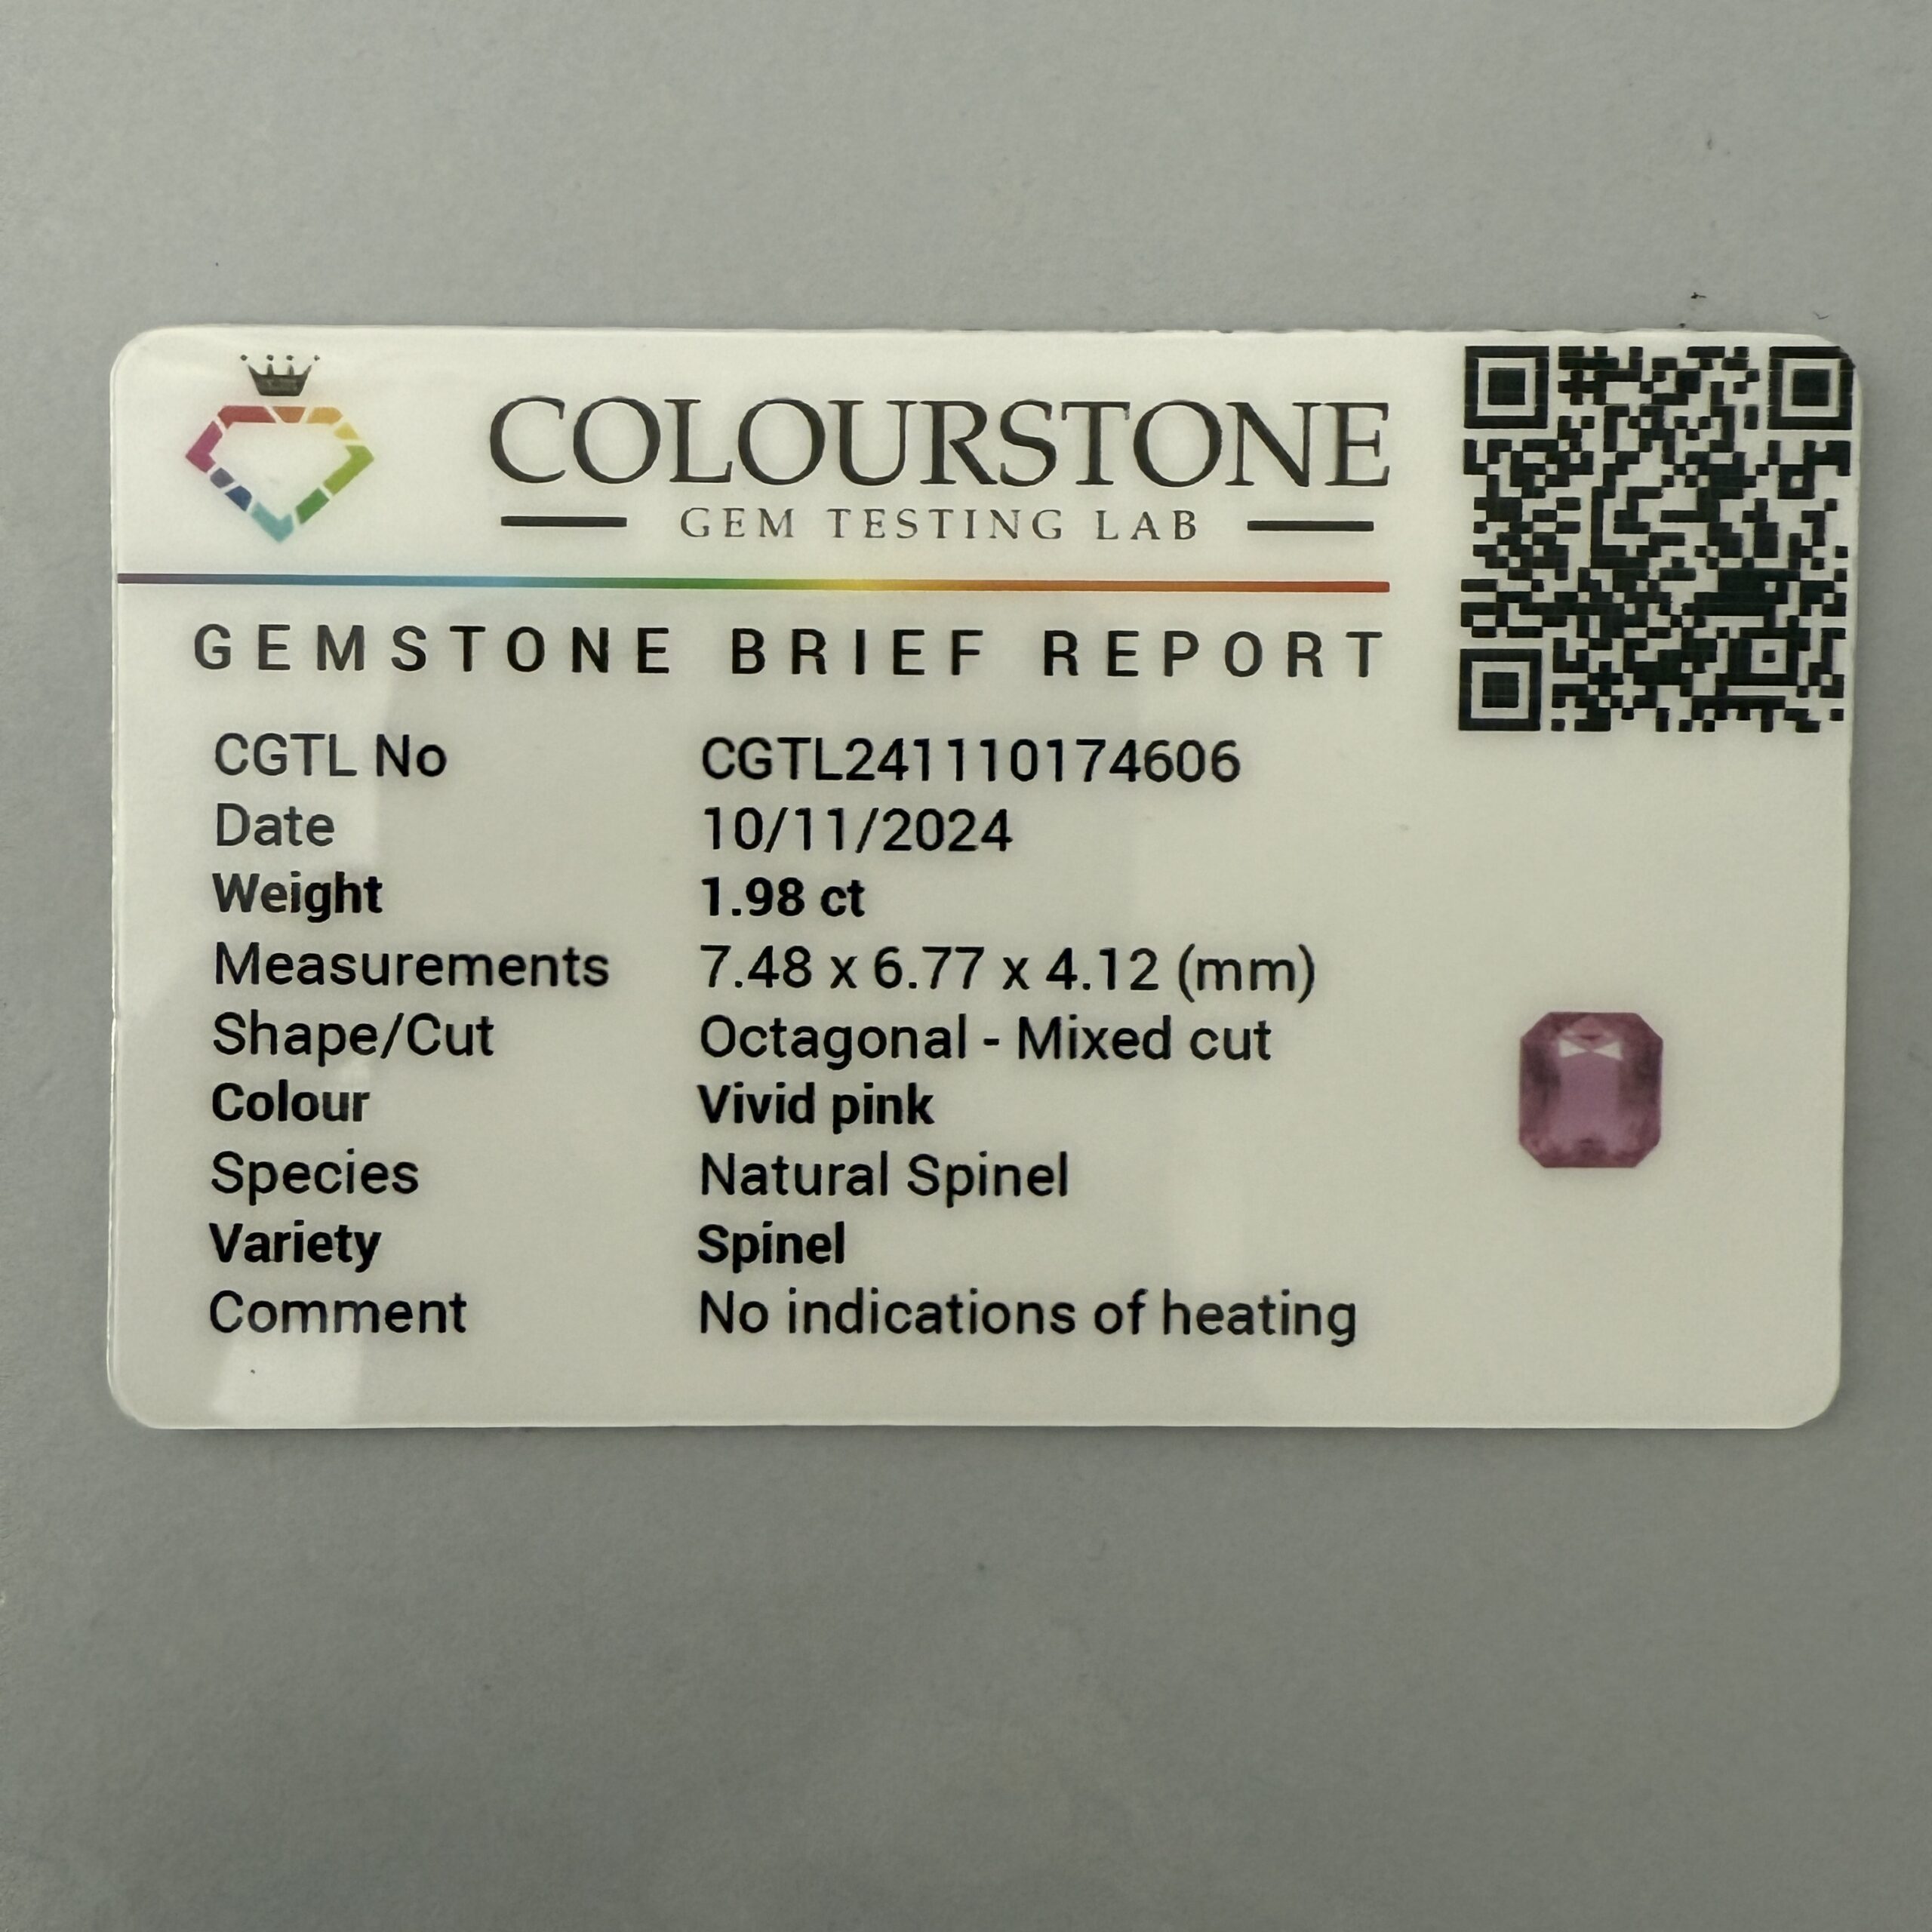 COLOURSTONE
GEM TESTING LAB
GEMSTONE BRIEF REPORT
CGTL No CGTL241110174606
Date 10/11/2024
Weight 1.98 ct
Measurements 7.48 x 6.77 x 4.12 (mm)
Shape/Cut Octagonal - Mixed cut
Colour Vivid pink
Species Natural Spinel
Variety Spinel
Comment No indications of heating